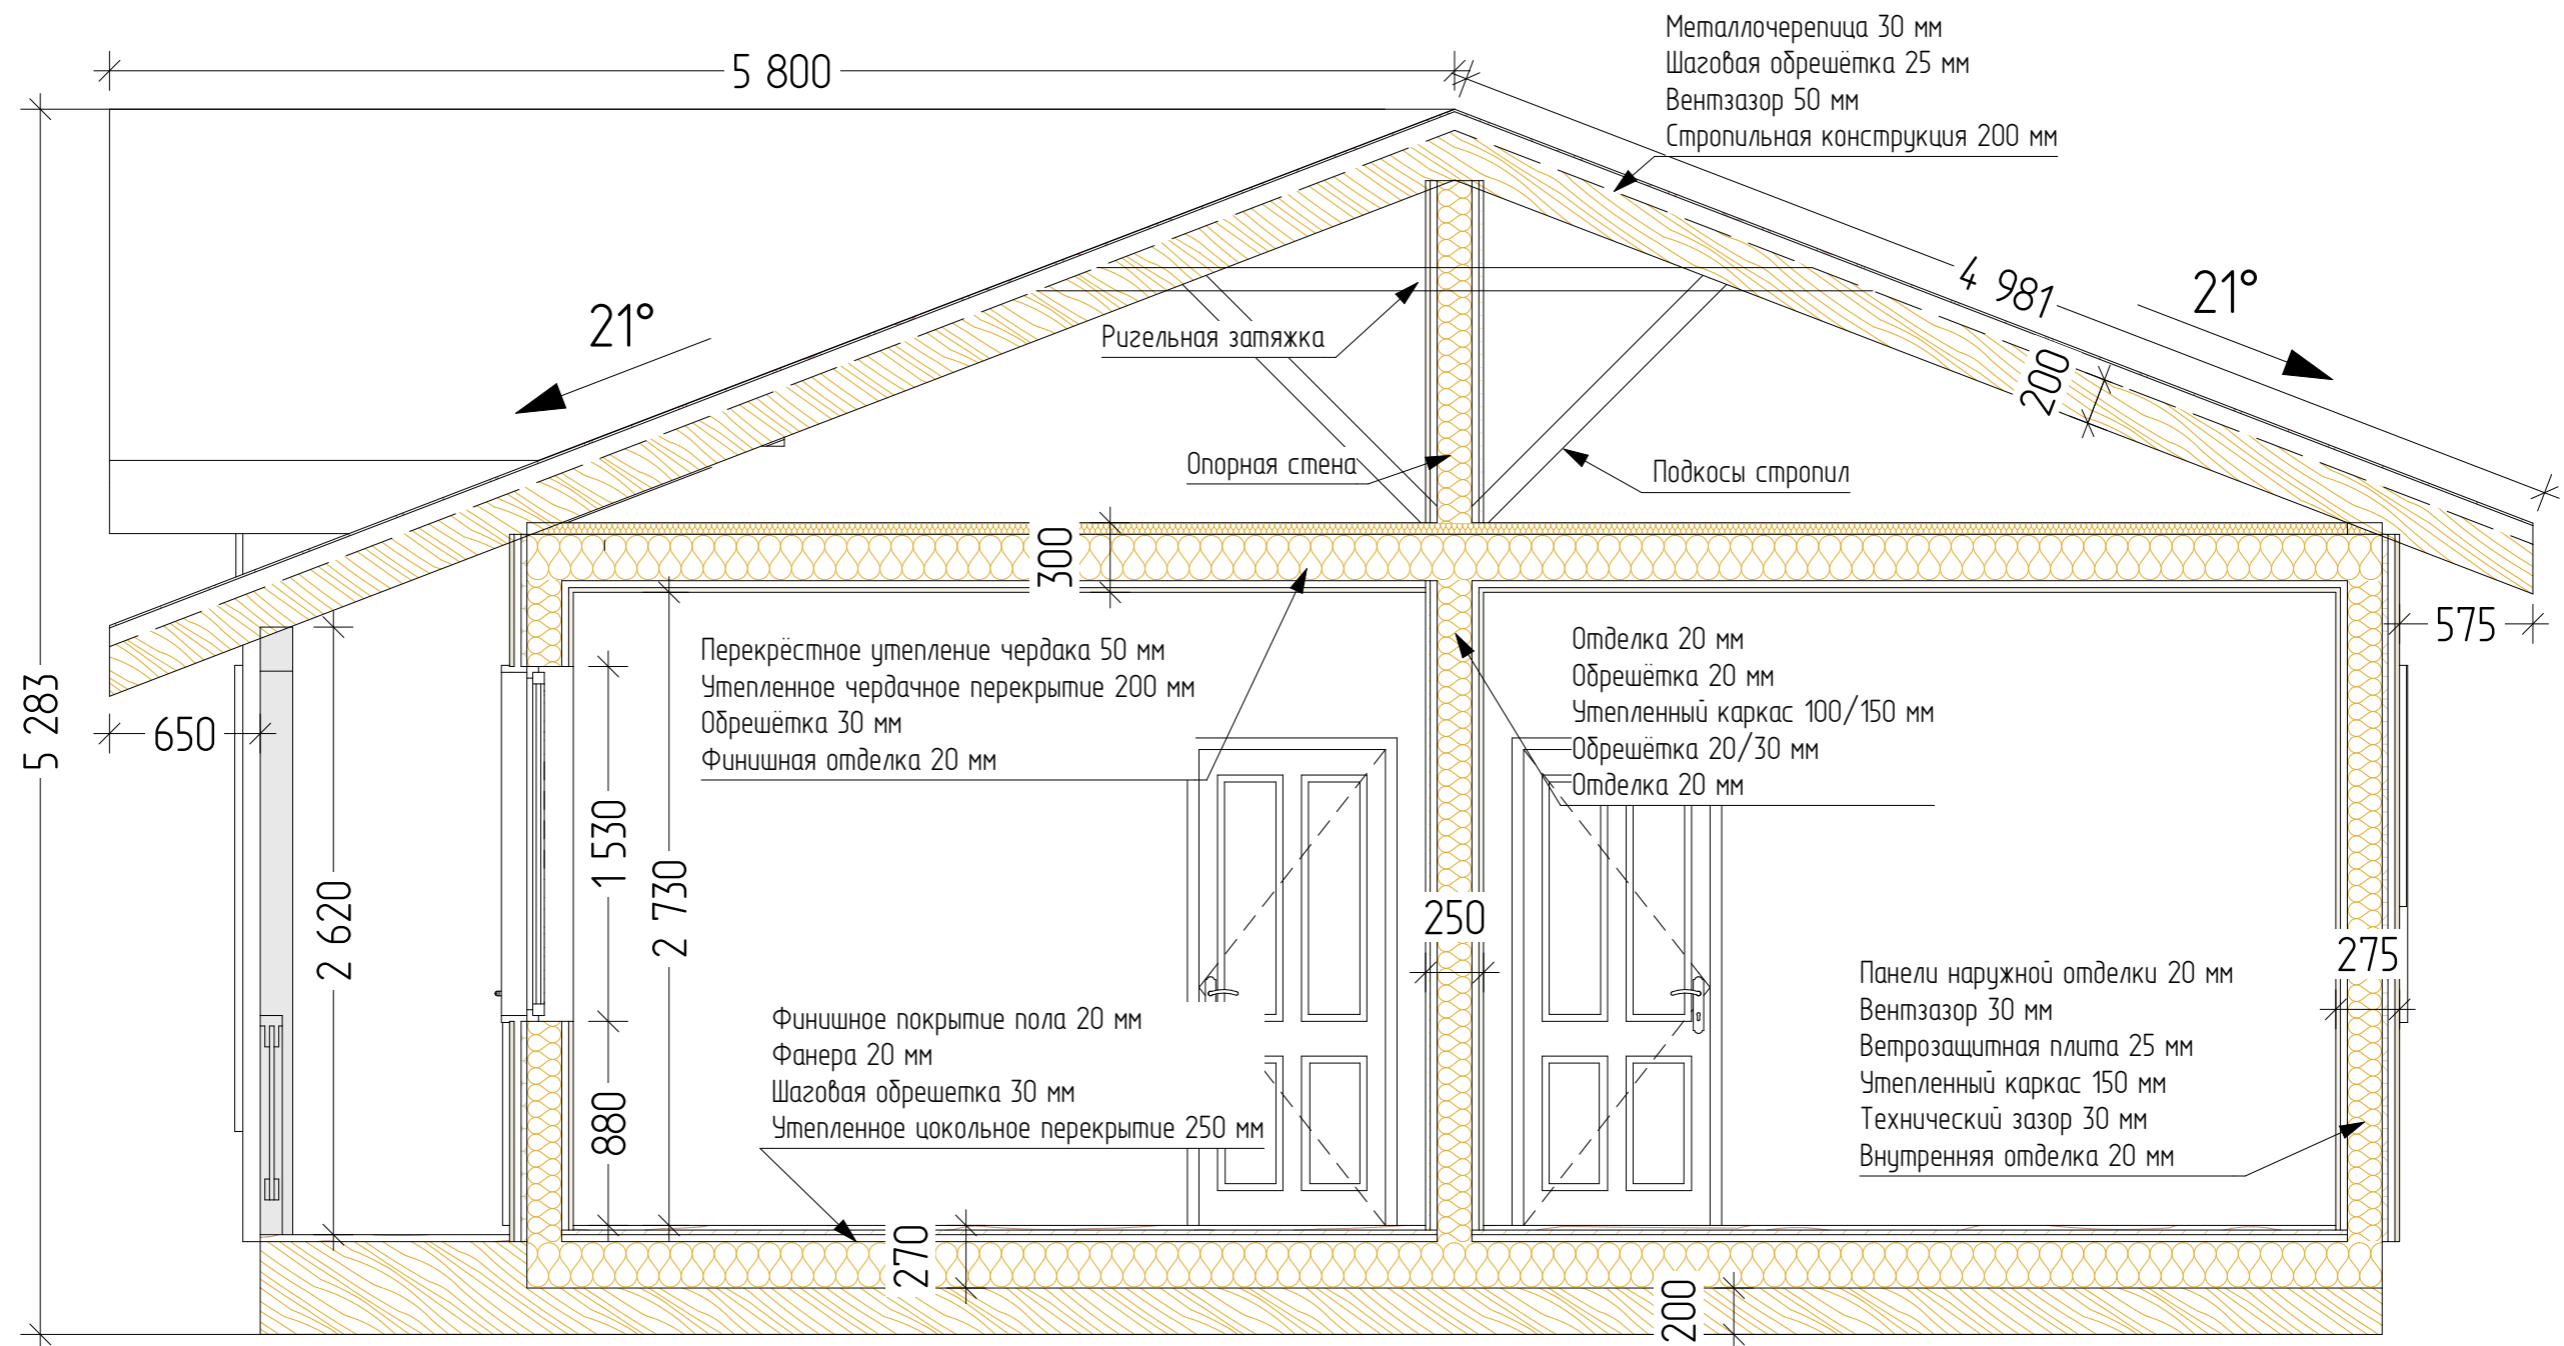 Металлочерепица 30 мм
Шаговая обрешётка 25 мм
Вентзазор 50 мм
Стропильная конструкция 200 мм
5 800
4 981
21°
21°
200
Ригельная затяжка
Опорная стена
Подкосы стропил
300
575
5 283
650
2 620
1 530
880
2 730
Перекрёстное утепление чердака 50 мм
Утепленное чердачное перекрытие 200 мм
Обрешётка 30 мм
Финишная отделка 20 мм
Отделка 20 мм
Обрешётка 20 мм
Утепленный каркас 100/150 мм
Обрешётка 20/30 мм
Отделка 20 мм
250
275
Финишное покрытие пола 20 мм
Фанера 20 мм
Шаговая обрешетка 30 мм
Утепленное цокольное перекрытие 250 мм
Панели наружной отделки 20 мм
Вентзазор 30 мм
Ветрозащитная плита 25 мм
Утепленный каркас 150 мм
Технический зазор 30 мм
Внутренняя отделка 20 мм
270
200